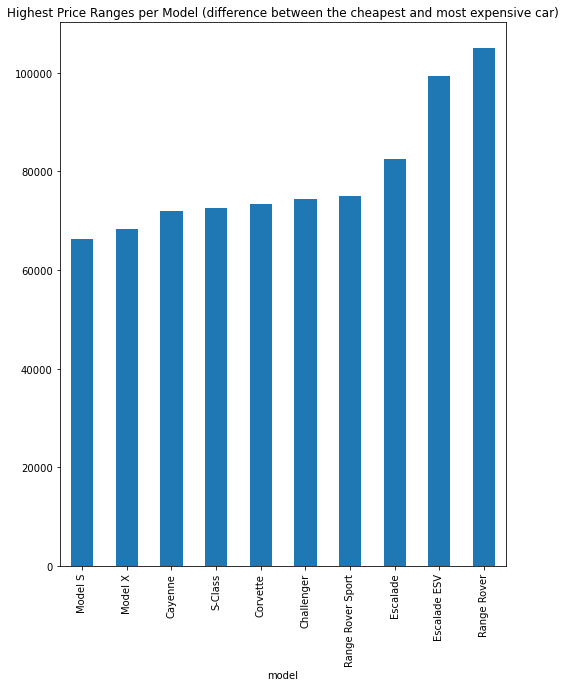 Highest Price Ranges per Model (difference between the cheapest and most expensive car)
100000
80000
60000
40000
20000
0
Model S
Model X
Cayenne
S-Class
Corvette
Challenger
Range Rover Sport
Escalade
Escalade ESV
Range Rover
model